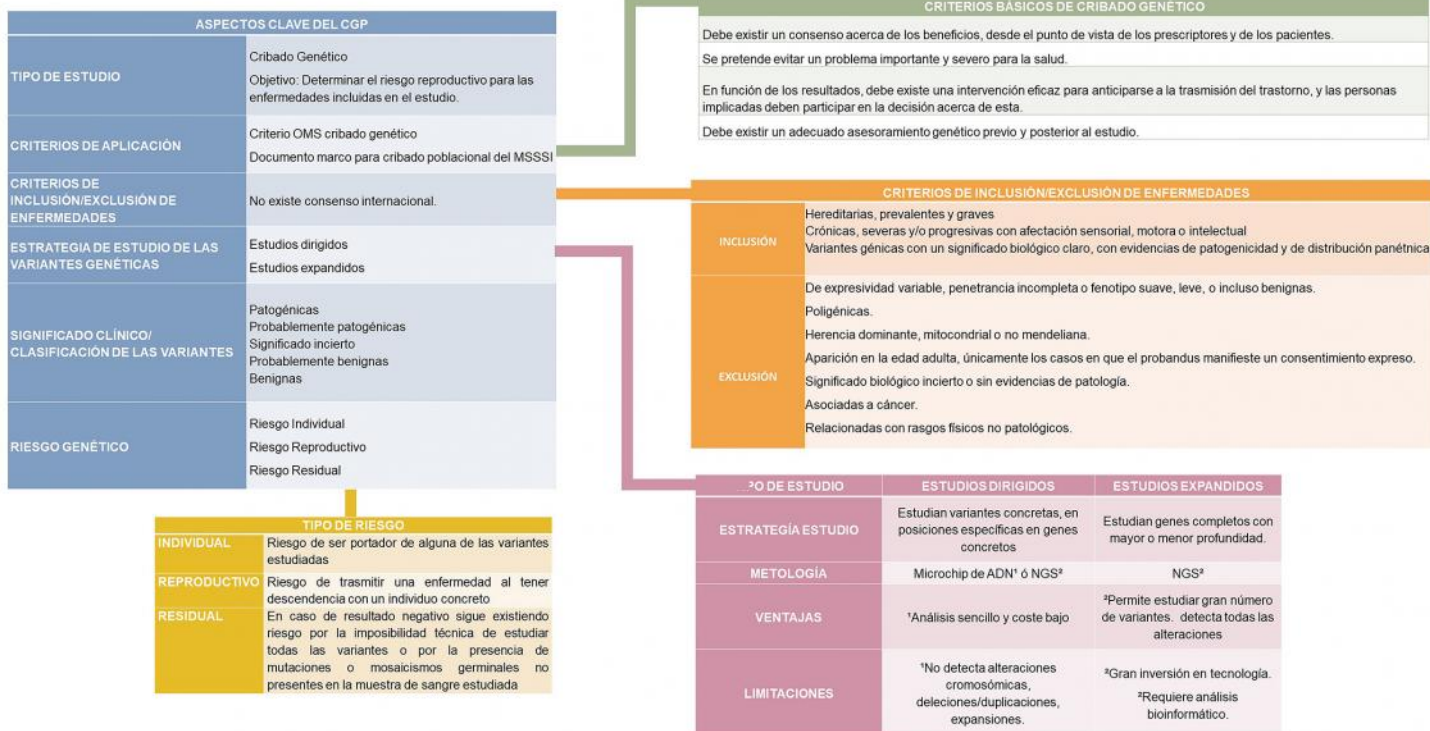 ASPECTOS CLAVE DEL CGP
TIPO DE ESTUDIO
Cribado Genético
Objetivo: Determinar el riesgo reproductivo para las
enfermedades incluidas en el estudio.
CRITERIOS DE APLICACIÓN
Criterio OMS cribado genético
Documento marco para cribado poblacional del MSSSI
CRITERIOS DE
INCLUSIÓN/EXCLUSIÓN DE
ENFERMEDADES
No existe consenso internacional.
ESTRATEGIA DE ESTUDIO DE LAS
VARIANTES GENÉTICAS
Estudios dirigidos
Estudios expandidos
SIGNIFICADO CLÍNICO/
CLASIFICACIÓN DE LAS VARIANTES
Patogénicas
Probablemente patogénicas
Significado incierto
Probablemente benignas
Benignas
RIESGO GENÉTICO
Riesgo Individual
Riesgo Reproductivo
Riesgo Residual
TIPO DE RIESGO
INDIVIDUAL
Riesgo de ser portador de alguna de las variantes
estudiadas
REPRODUCTIVO
Riesgo de trasmitir una enfermedad al tener
descendencia con un individuo concreto
RESIDUAL
En caso de resultado negativo sigue existiendo
riesgo por la imposibilidad técnica de estudiar
todas las variantes o por la presencia de
mutaciones o mosaicismos germinales no
presentes en la muestra de sangre estudiada
CRITERIOS BÁSICOS DE CRIBADO GENÉTICO
Debe existir un consenso acerca de los beneficios, desde el punto de vista de los prescriptores y de los pacientes.
Se pretende evitar un problema importante y severo para la salud.
En función de los resultados, debe existe una intervención eficaz para anticiparse a la trasmisión del trastorno, y las personas
implicadas deben participar en la decisión acerca de esta.
Debe existir un adecuado asesoramiento genético previo y posterior al estudio.
CRITERIOS DE INCLUSIÓN/EXCLUSIÓN DE ENFERMEDADES
INCLUSIÓN
Hereditarias, prevalentes y graves
Crónicas, severas y/o progresivas con afectación sensorial, motora o intelectual
Variantes génicas con un significado biológico claro, con evidencias de patogenicidad y de distribución panétnica
EXCLUSIÓN
De expresividad variable, penetrancia incompleta o fenotipo suave, leve, o incluso benignas.
Poligénicas.
Herencia dominante, mitocondrial o no mendeliana.
Aparición en la edad adulta, únicamente los casos en que el probandus manifieste un consentimiento expreso.
Significado biológico incierto o sin evidencias de patología.
Asociadas a cáncer.
Relacionadas con rasgos físicos no patológicos.
PO DE ESTUDIO
ESTUDIOS DIRIGIDOS
ESTUDIOS EXPANDIDOS
ESTRATEGÍA ESTUDIO
Estudian variantes concretas, en
posiciones específicas en genes
concretos
Estudian genes completos con
mayor o menor profundidad.
METOLOGÍA
Microchip de ADN¹ ó NGS²
NGS²
VENTAJAS
¹Análisis sencillo y coste bajo
²Permite estudiar gran número
de variantes. detecta todas las
alteraciones
LIMITACIONES
¹No detecta alteraciones
cromosómicas,
deleciones/duplicaciones,
expansiones.
²Gran inversión en tecnología.
²Requiere análisis
bioinformático.